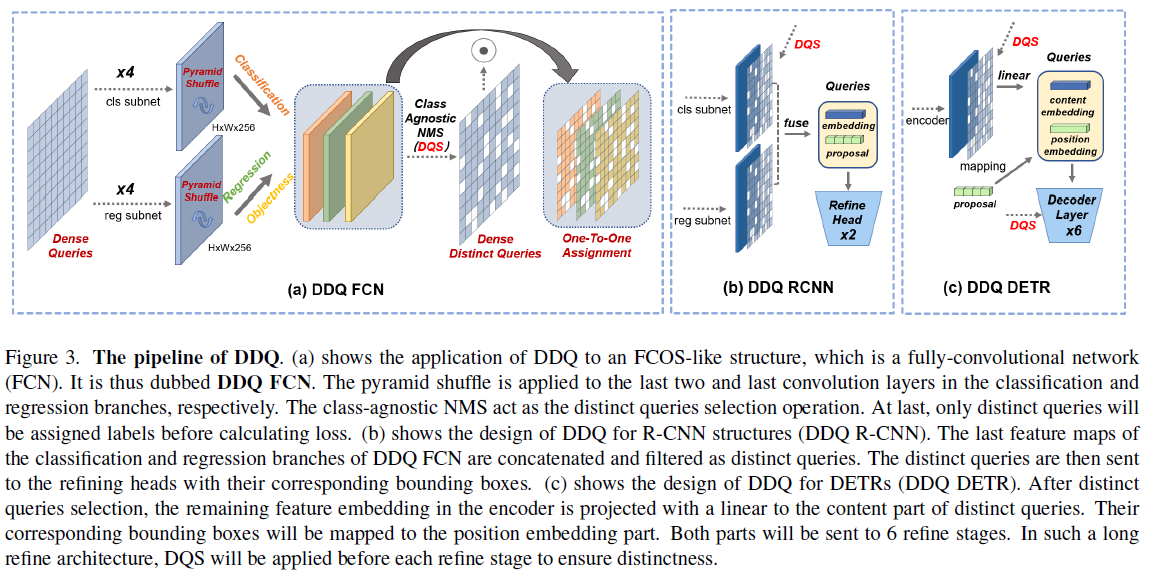 x4
cls subnet
Pyramid
Shuffle
HxWx256
Classification
Dense
Queries
x4
reg subnet
Pyramid
Shuffle
HxWx256
Regression
Objectness
Class
Agnostic
NMS
(DQS)
Dense
Distinct Queries
One-To-One
Assignment
(a) DDQ FCN
DQS
cls subnet
reg subnet
fuse
Queries
embedding
proposal
Refine
Head
x2
(b) DDQ RCNN
DQS
encoder
linear
Queries
content
embedding
position
embedding
mapping
proposal
DQS
Decoder
Layer
x6
(c) DDQ DETR
Figure 3. The pipeline of DDQ. (a) shows the application of DDQ to an FCOS-like structure, which is a fully-convolutional network
(FCN). It is thus dubbed DDQ FCN. The pyramid shuffle is applied to the last two and last convolution layers in the classification and
regression branches, respectively. The class-agnostic NMS act as the distinct queries selection operation. At last, only distinct queries will
be assigned labels before calculating loss. (b) shows the design of DDQ for R-CNN structures (DDQ R-CNN). The last feature maps of
the classification and regression branches of DDQ FCN are concatenated and filtered as distinct queries. The distinct queries are then sent
to the refining heads with their corresponding bounding boxes. (c) shows the design of DDQ for DETRs (DDQ DETR). After distinct
queries selection, the remaining feature embedding in the encoder is projected with a linear to the content part of distinct queries. Their
corresponding bounding boxes will be mapped to the position embedding part. Both parts will be sent to 6 refine stages. In such a long
refine architecture, DQS will be applied before each refine stage to ensure distinctness.